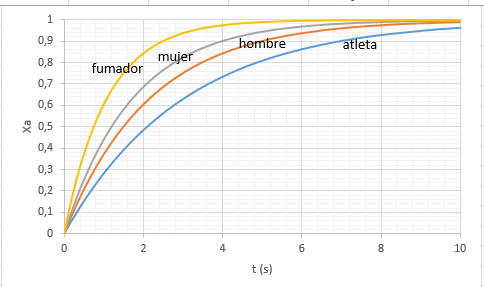 1
0,9
0,8
0,7
0,6
0,5
0,4
0,3
0,2
0,1
0
Xa
fumador
mujer
hombre
atleta
0 2 4 6 8 10
t (s)